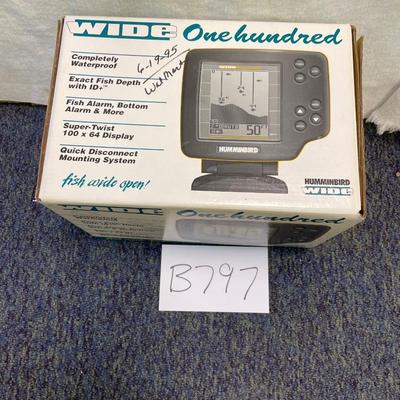 WIDE One hundred
Completely
Waterproof
6-19-95
WalMart
Exact Fish Depth
with ID+™
Fish Alarm, Bottom
Alarm & More
Super-Twist
100 x 64 Display
Quick Disconnect
Mounting System
fish wide open!
50'
HUMMINBIRD
HUMMINBIRD
WIDE
WIDE One hundred
B797